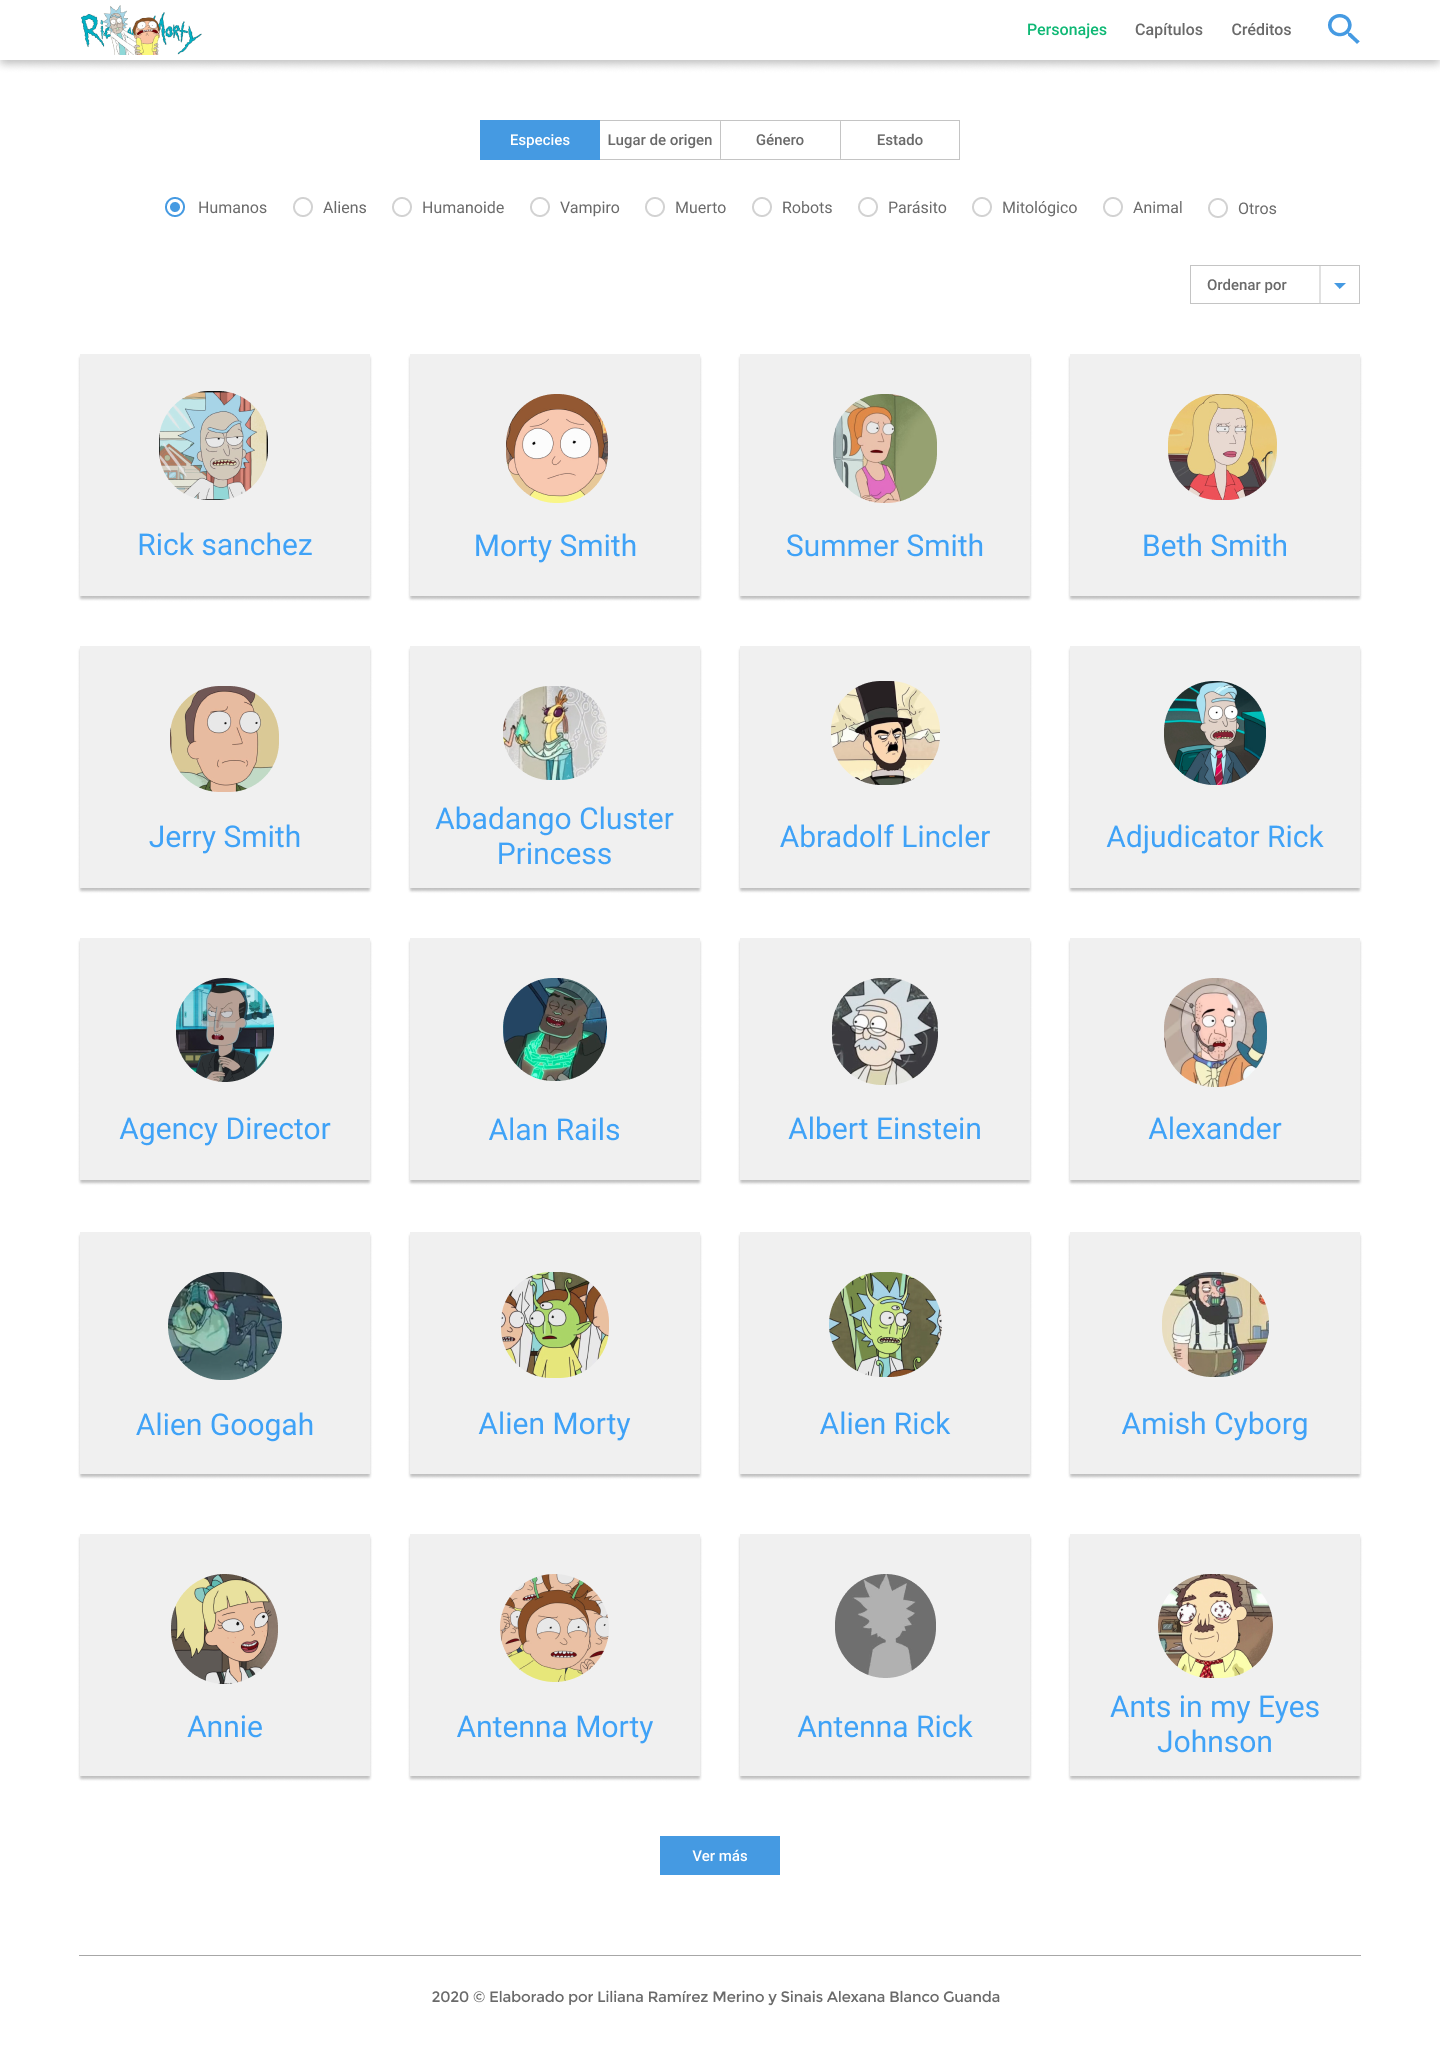 Rick y Morty
Personajes Capítulos Créditos
Especies Lugar de origen Género Estado
Humanos Aliens Humanoide Vampiro Muerto Robots Parásito Mitológico Animal Otros
Ordenar por
Rick sanchez Morty Smith Summer Smith Beth Smith
Jerry Smith Abadango Cluster Princess Abradolf Lincler Adjudicator Rick
Agency Director Alan Rails Albert Einstein Alexander
Alien Googah Alien Morty Alien Rick Amish Cyborg
Annie Antenna Morty Antenna Rick Ants in my Eyes Johnson
Ver más
2020 © Elaborado por Liliana Ramírez Merino y Sinais Alexana Blanco Guanda